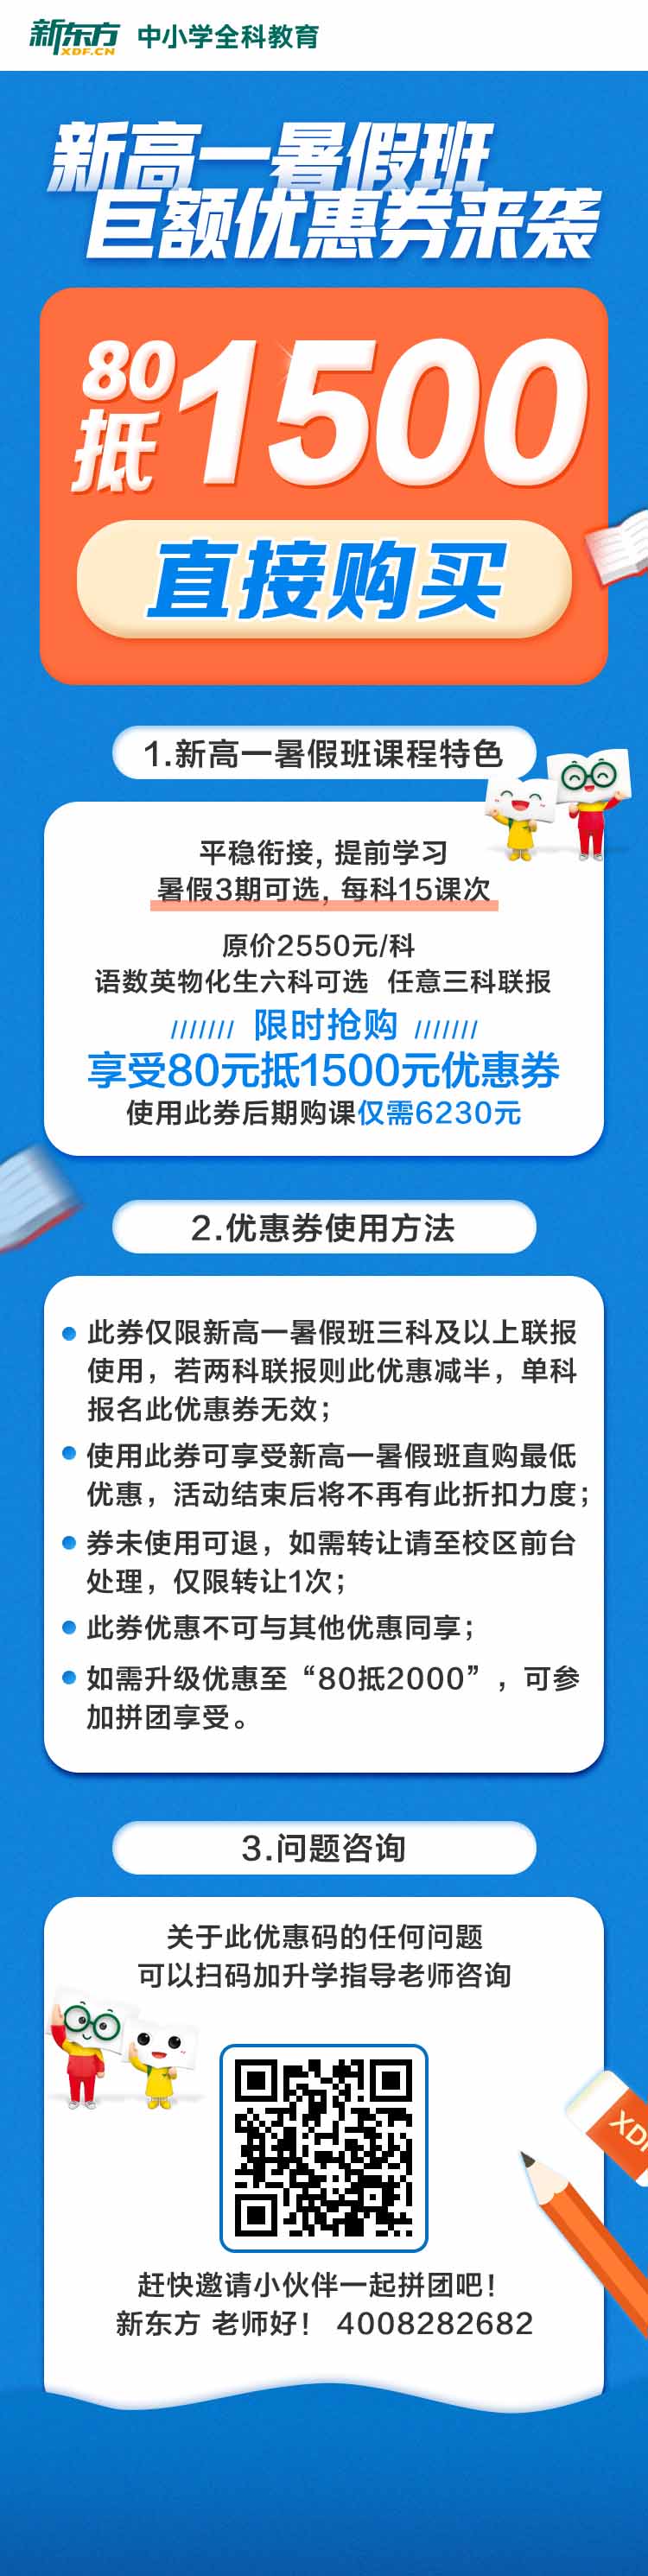 新东方 中小学全科教育
XDF.CN
新高一暑假班
巨额优惠券来袭
80
抵
1500
直接购买
1.新高一暑假班课程特色
平稳衔接, 提前学习
暑假3期可选, 每科15课次
原价2550元/科
语数英物化生六科可选 任意三科联报
/////// 限时抢购 ///////
享受80元抵1500元优惠券
使用此券后期购课仅需6230元
2.优惠券使用方法
此券仅限新高一暑假班三科及以上联报
使用，若两科联报则此优惠减半，单科
报名此优惠券无效；
使用此券可享受新高一暑假班直购最低
优惠，活动结束后将不再有此折扣力度；
券未使用可退，如需转让请至校区前台
处理，仅限转让1次；
此券优惠不可与其他优惠同享；
如需升级优惠至“80抵2000”，可参
加拼团享受。
3.问题咨询
关于此优惠码的任何问题
可以扫码加升学指导老师咨询
XD
赶快邀请小伙伴一起拼团吧！
新东方 老师好！ 4008282682